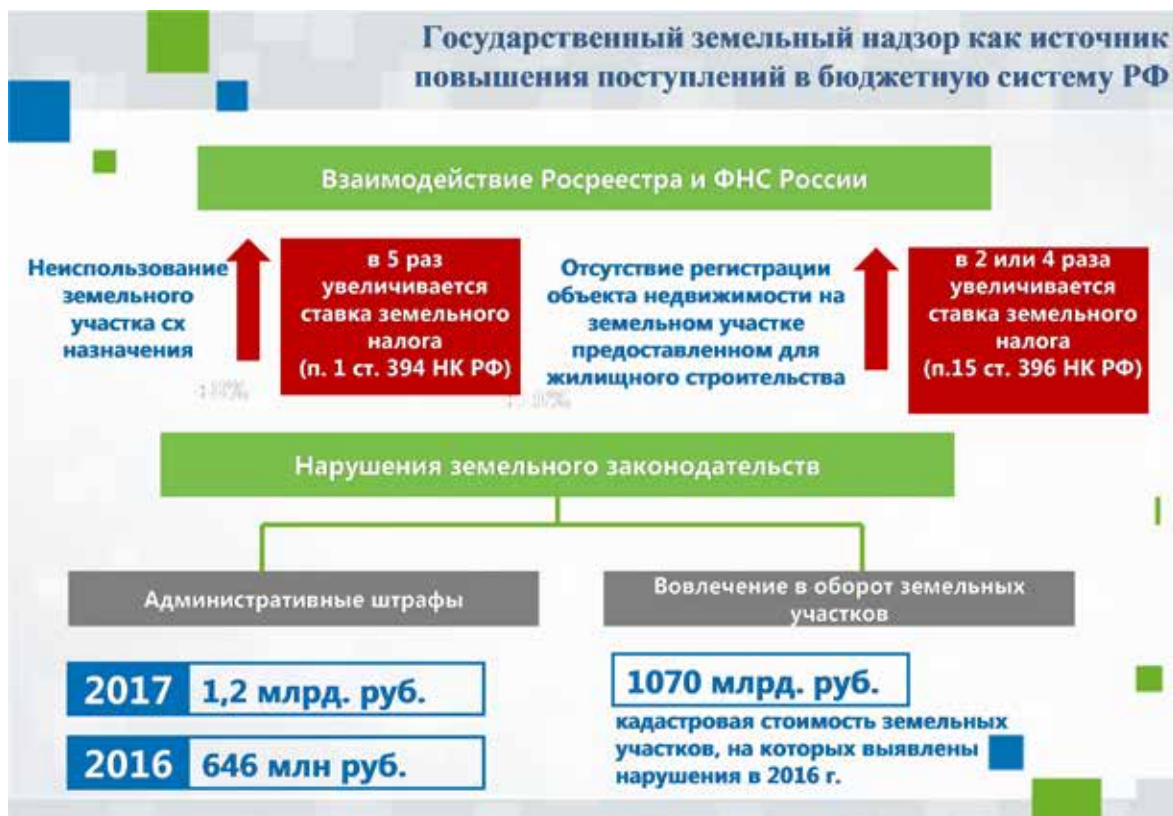 Государственный земельный надзор как источник
повышения поступлений в бюджетную систему РФ
Взаимодействие Росреестра и ФНС России
Неиспользование
земельного
участка сх
назначения
в 5 раз
увеличивается
ставка земельного
налога
(п. 1 ст. 394 НК РФ)
Отсутствие регистрации
объекта недвижимости на
земельном участке
предоставленном для
жилищного строительства
в 2 или 4 раза
увеличивается
ставка земельного
налога
(п.15 ст. 396 НК РФ)
Нарушения земельного законодательств
Административные штрафы
2017 1,2 млрд. руб.
2016 646 млн руб.
Вовлечение в оборот земельных
участков
1070 млрд. руб.
кадастровая стоимость земельных
участков, на которых выявлены
нарушения в 2016 г.